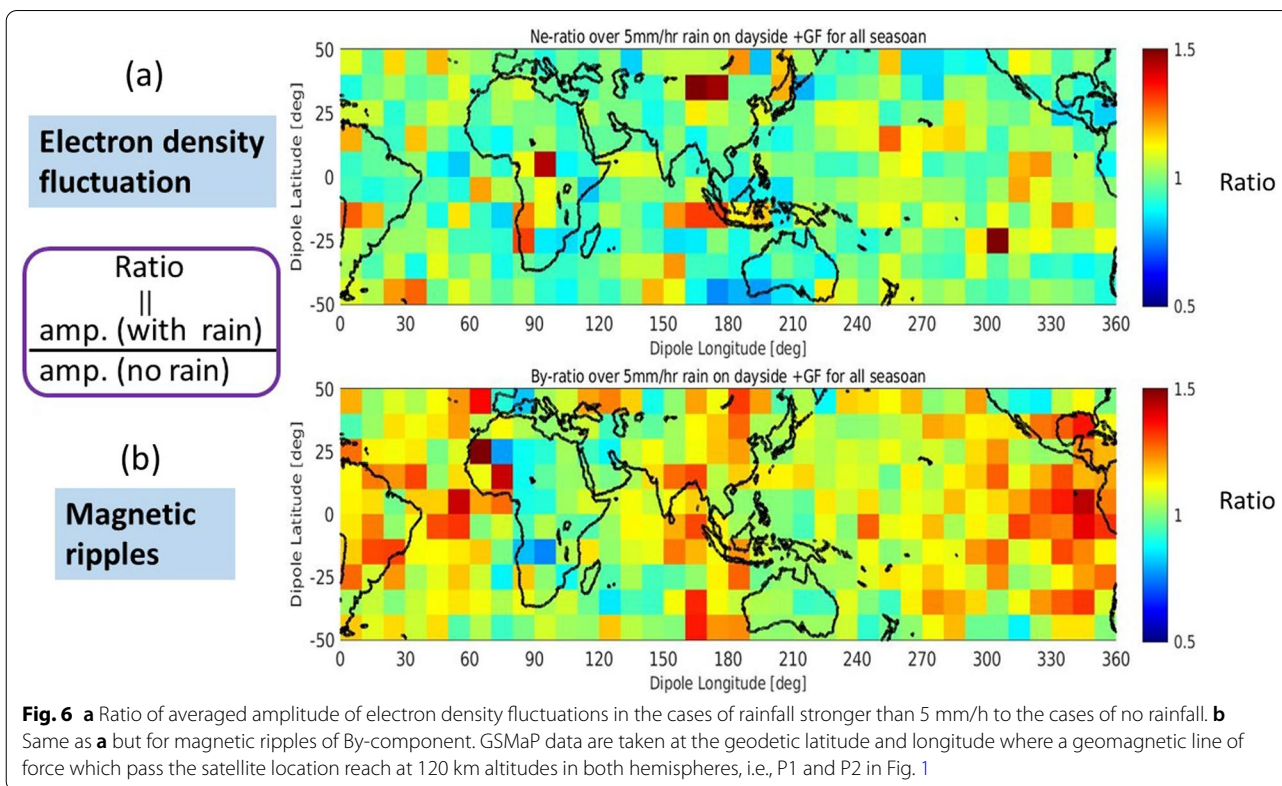 (a)
Electron density
fluctuation
Ratio
||
amp. (with rain)
amp. (no rain)
(b)
Magnetic
ripples
Ne-ratio over 5mm/hr rain on dayside +GF for all seasoan
Dipole Latitude [deg]
50
25
0
-25
-50
0 30 60 90 120 150 180 210 240 270 300 330 360
Dipole Longitude [deg]
1.5
1
0.5
Ratio
By-ratio over 5mm/hr rain on dayside +GF for all seasoan
Dipole Latitude [deg]
50
25
0
-25
-50
0 30 60 90 120 150 180 210 240 270 300 330 360
Dipole Longitude [deg]
1.5
1
0.5
Ratio
Fig. 6 a Ratio of averaged amplitude of electron density fluctuations in the cases of rainfall stronger than 5 mm/h to the cases of no rainfall. b
Same as a but for magnetic ripples of By-component. GSMaP data are taken at the geodetic latitude and longitude where a geomagnetic line of
force which pass the satellite location reach at 120 km altitudes in both hemispheres, i.e., P1 and P2 in Fig. 1